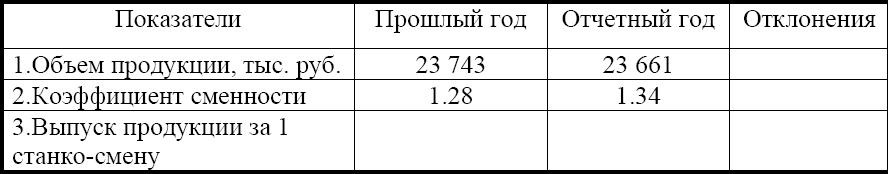 Показатели Прошлый год Отчетный год Отклонения
1.Объем продукции, тыс. руб. 23 743 23 661
2.Коэффициент сменности 1.28 1.34
3.Выпуск продукции за 1
станко-смену